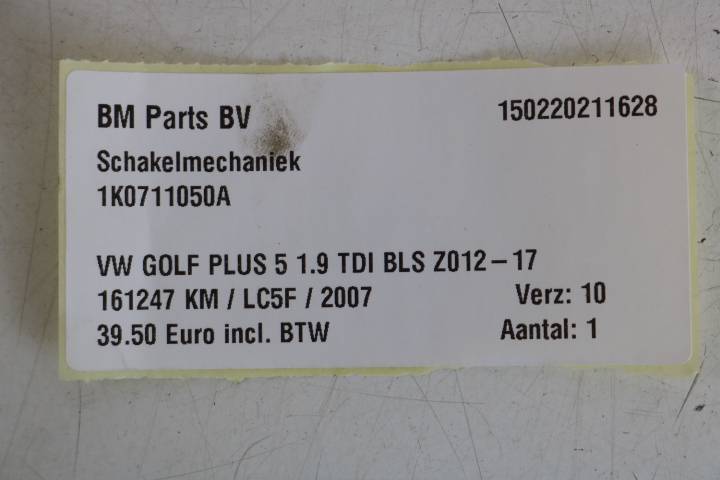 BM Parts BV 150220211628
Schakelmechaniek
1K0711050A
VW GOLF PLUS 5 1.9 TDI BLS Z012-17
161247 KM / LC5F / 2007 Verz: 10
39.50 Euro incl. BTW Aantal: 1